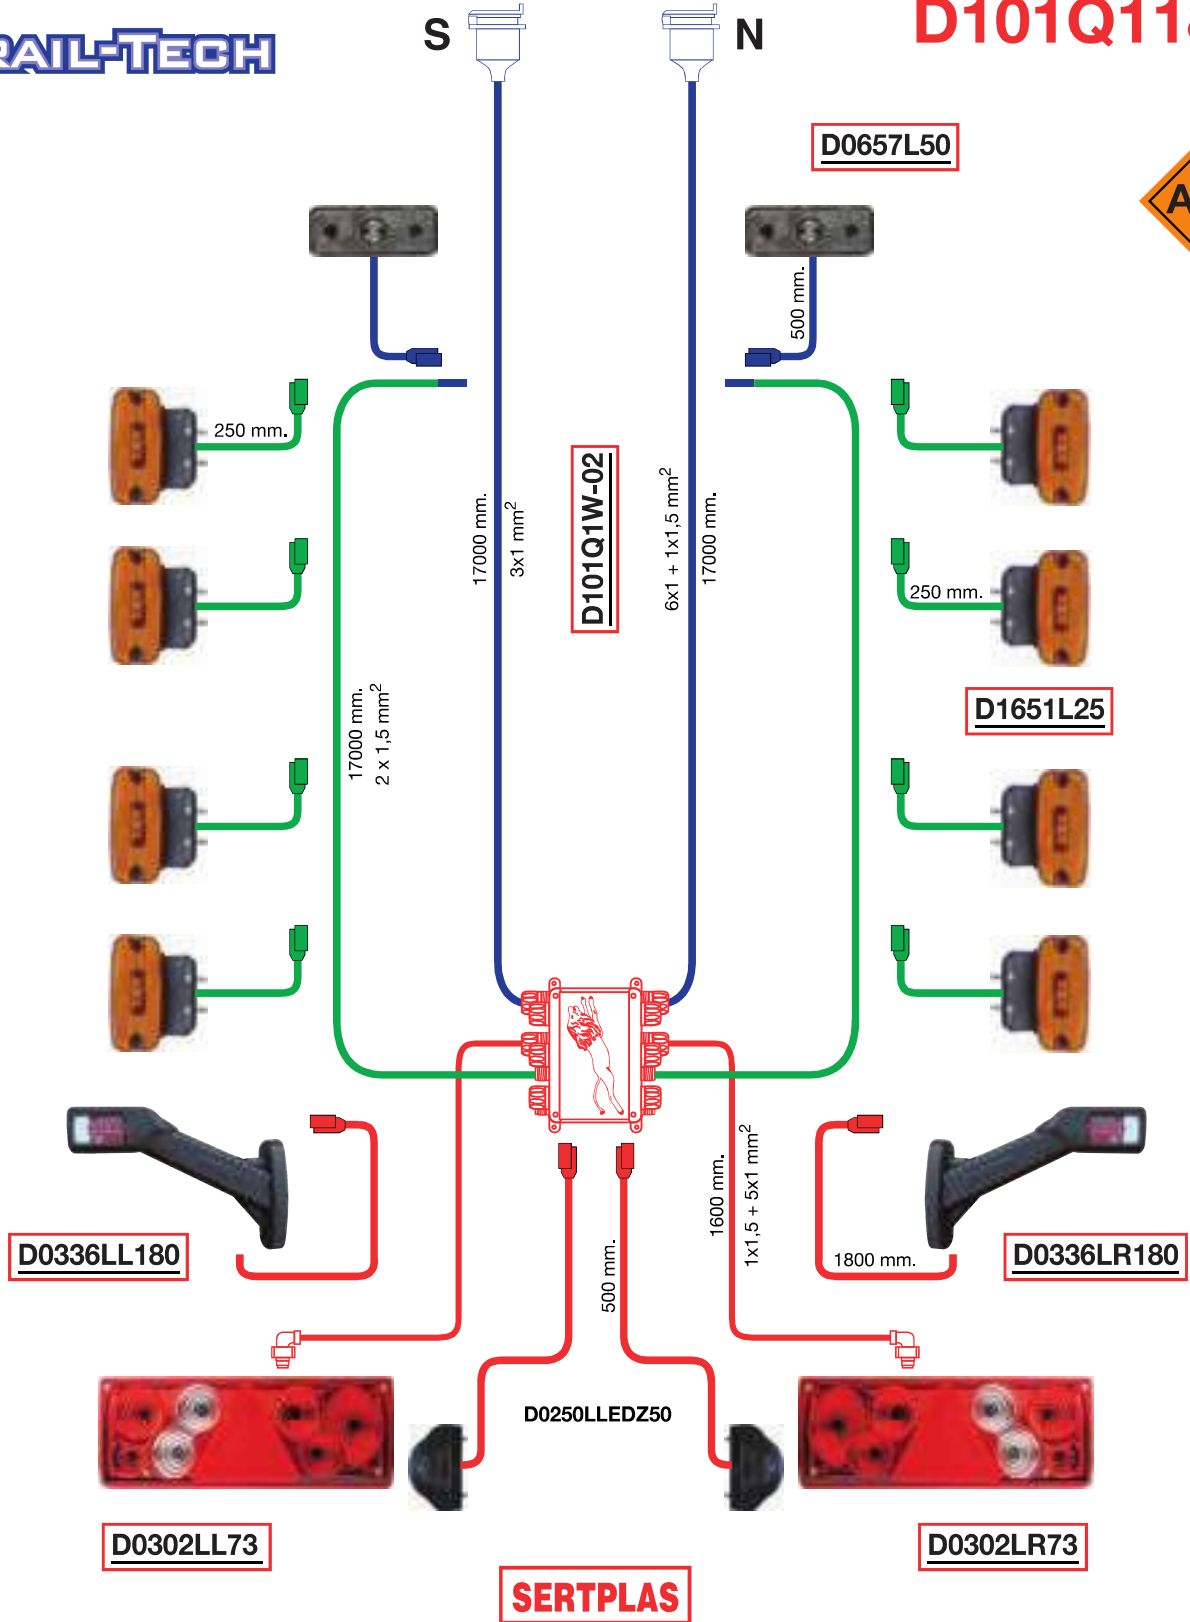 RAIL-TECH
S
N
D101Q11
D0657L50
A
500 mm.
250 mm.
D101Q1W-02
17000 mm.
3x1 mm²
6x1 + 1x1,5 mm²
17000 mm.
250 mm.
D1651L25
17000 mm.
2 x 1,5 mm²
1600 mm.
1x1,5 + 5x1 mm²
D0336LL180
500 mm.
1800 mm.
D0336LR180
D0250LLEDZ50
D0302LL73
D0302LR73
SERTPLAS